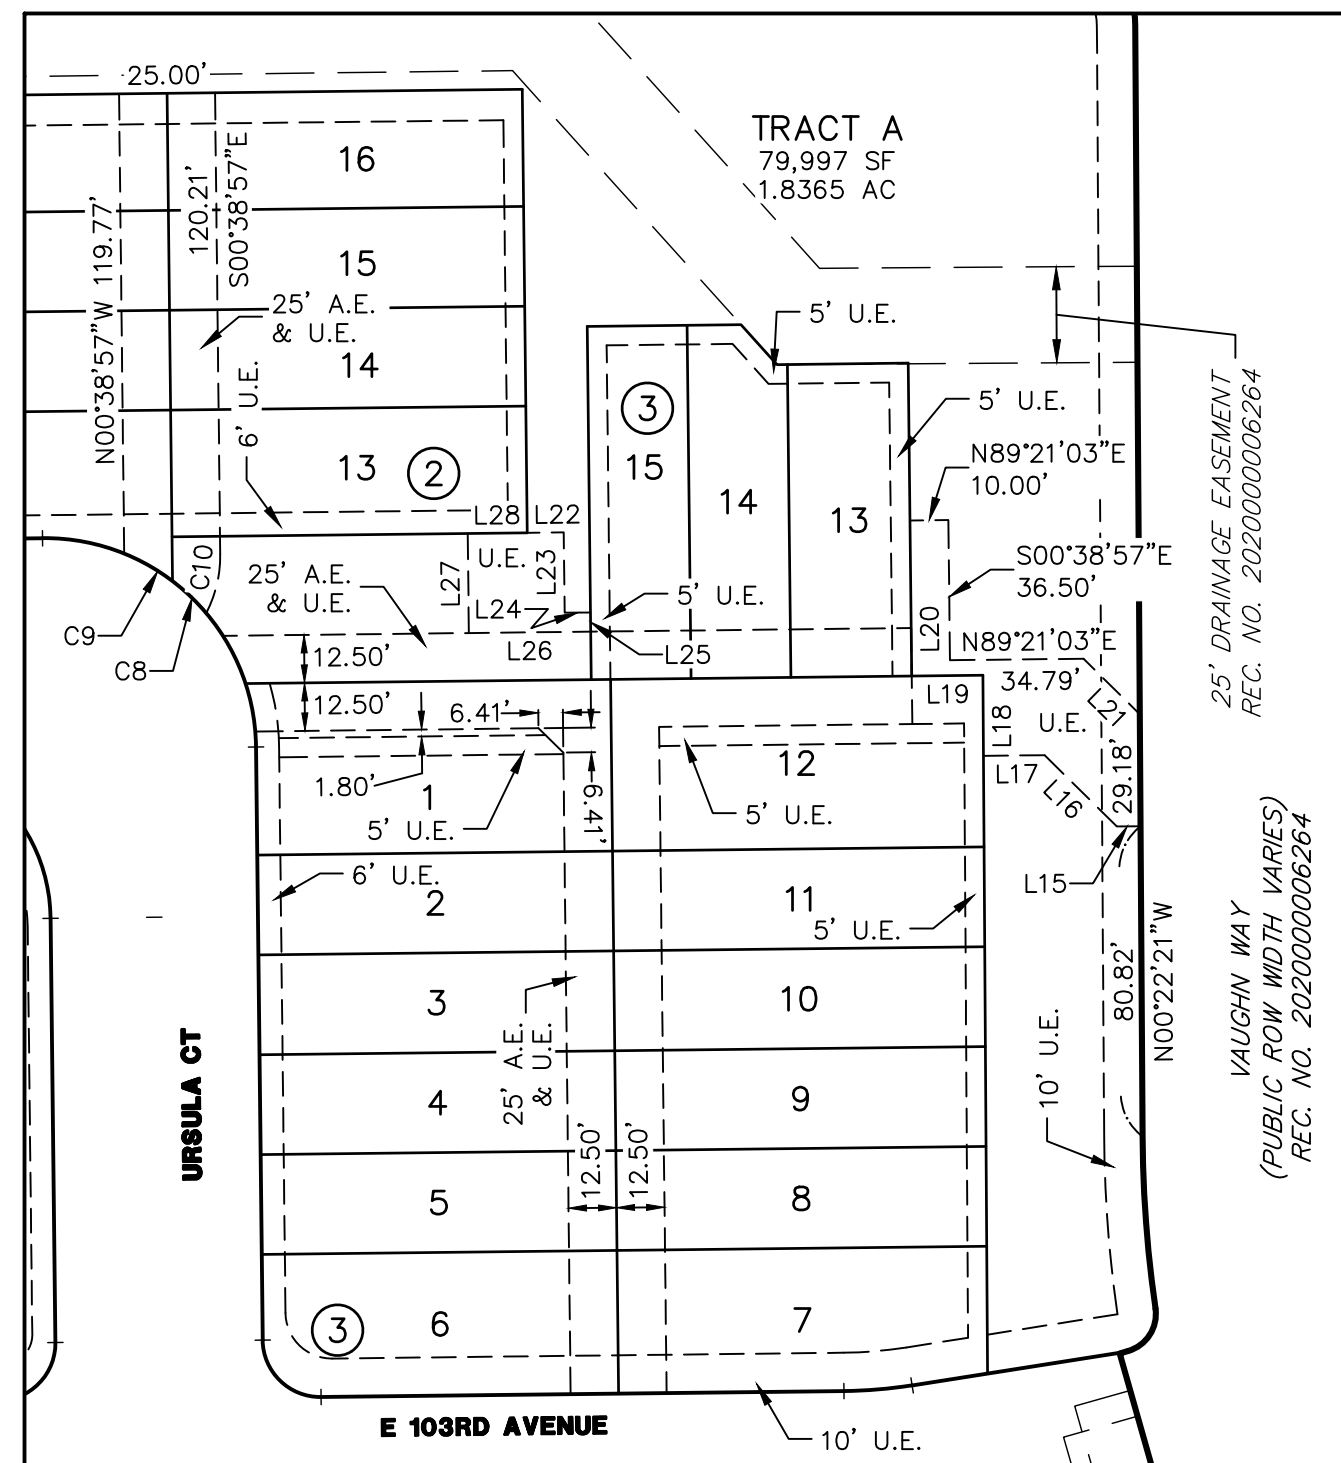 25.00'
TRACT A
79,997 SF
1.8365 AC
16
15
14
13
2
120.21'
S00°38'57"E
N00°38'57"W 119.77'
25' A.E.
& U.E.
6' U.E.
5' U.E.
3
15
14
13
5' U.E.
N89°21'03"E
10.00'
S00°38'57"E
36.50'
25' DRAINAGE EASEMENT
REC. NO. 2020000006264
L28
L22
U.E.
L23
L27
L24
L26
L25
5' U.E.
C10
C9
C8
25' A.E.
& U.E.
12.50'
12.50'
L20
N89°21'03"E
34.79'
L21
L19
L18
U.E.
L17
L16
29.18'
L15
6.41'
6.41'
1.80'
1
5' U.E.
12
5' U.E.
6' U.E.
2
11
5' U.E.
3
10
25' A.E.
& U.E.
4
9
12.50'
12.50'
5
8
3
6
7
10' U.E.
80.82'
N00°22'21"W
VAUGHN WAY
(PUBLIC ROW WIDTH VARIES)
REC. NO. 2020000006264
URSULA CT
E 103RD AVENUE
10' U.E.